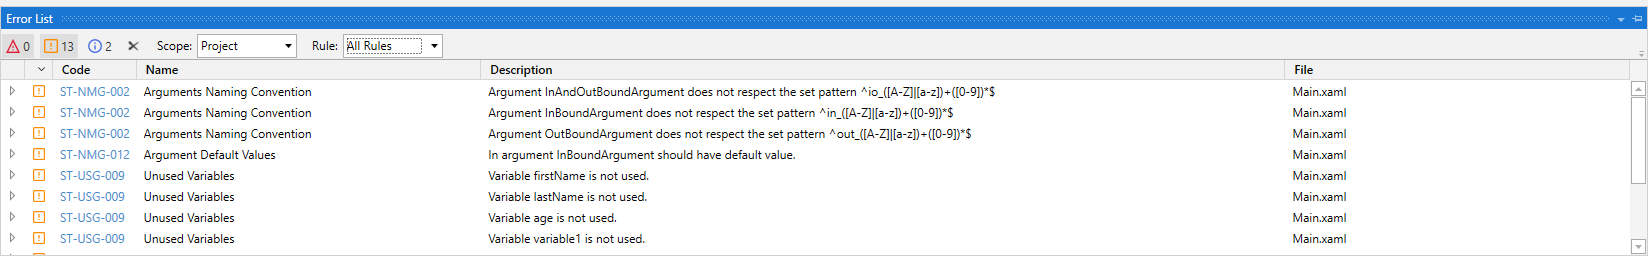 Error List
0 13 2 Scope: Project Rule: All Rules
Code Name Description File
ST-NMG-002 Arguments Naming Convention Argument InAndOutBoundArgument does not respect the set pattern ^io_([A-Z]|[a-z])+([0-9])*$ Main.xaml
ST-NMG-002 Arguments Naming Convention Argument InBoundArgument does not respect the set pattern ^in_([A-Z]|[a-z])+([0-9])*$ Main.xaml
ST-NMG-002 Arguments Naming Convention Argument OutBoundArgument does not respect the set pattern ^out_([A-Z]|[a-z])+([0-9])*$ Main.xaml
ST-NMG-012 Argument Default Values In argument InBoundArgument should have default value. Main.xaml
ST-USG-009 Unused Variables Variable firstName is not used. Main.xaml
ST-USG-009 Unused Variables Variable lastName is not used. Main.xaml
ST-USG-009 Unused Variables Variable age is not used. Main.xaml
ST-USG-009 Unused Variables Variable variable1 is not used. Main.xaml